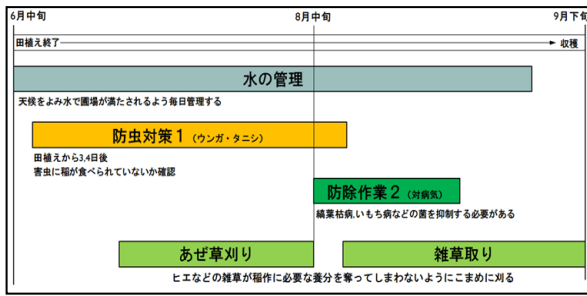 6月中旬 8月中旬 9月下旬
田植え終了 収穫
水の管理
天候をよみ水で圃場が満たされるよう毎日管理する
防虫対策１（ウンガ・タニシ）
田植えから3,4日後
害虫に稲が食べられていないか確認
防除作業２（対病気）
縞葉枯病,いもち病などの菌を抑制する必要がある
あぜ草刈り 雑草取り
ヒエなどの雑草が稲作に必要な養分を奪ってしまわないようにこまめに刈る